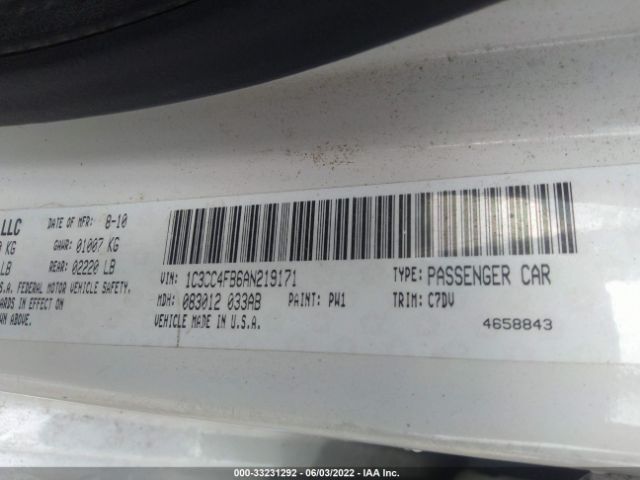 LLC DATE OF MFR: 8-10
KG GAWR: 01007 KG
LB REAR: 02220 LB
S.A. FEDERAL MOTOR VEHICLE SAFETY.
ARDS IN EFFECT ON
WN ABOVE.
VIN: 1C3CC4FB6AN219171 TYPE: PASSENGER CAR
MDH: 083012 033AB PAINT: PW1 TRIM: C7DV
VEHICLE MADE IN U.S.A. 4658843
000-33231292 | 06/03/2022 | IAA Inc.